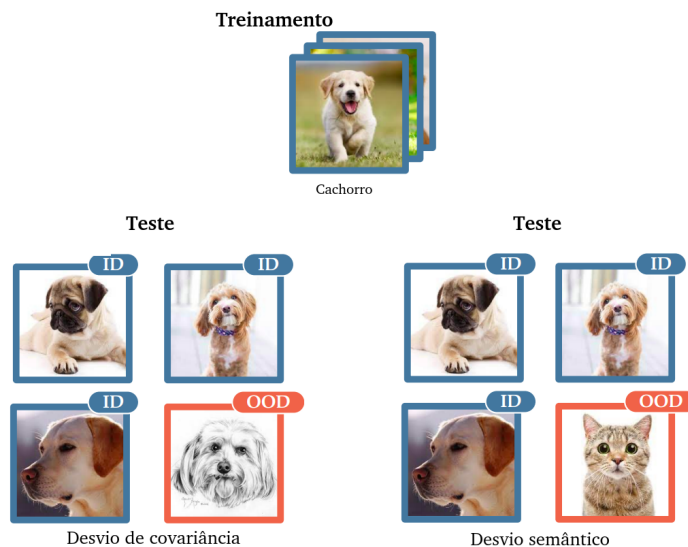 Treinamento
Cachorro
Teste
Teste
ID
ID
ID
ID
ID
OOD
ID
OOD
Desvio de covariância
Desvio semântico